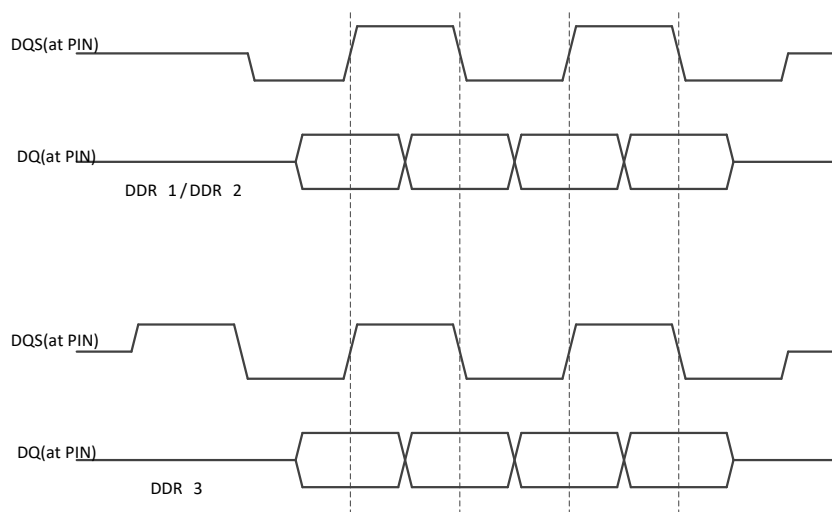 DQS(at PIN)
DQ(at PIN)
DDR 1/DDR 2
DQS(at PIN)
DQ(at PIN)
DDR 3